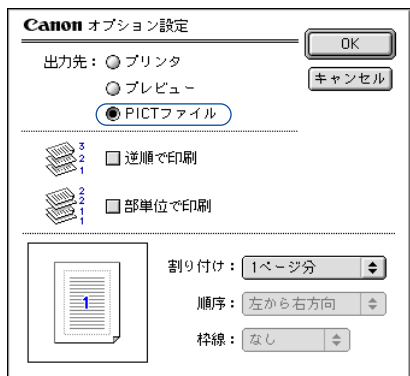 Canon オプション設定
OK
出力先： プリンタ
キャンセル
プレビュー
PICTファイル
3
2
1
逆順で印刷
2
2
1
1
部単位で印刷
1
割り付け： 1ページ分
順序： 左から右方向
枠線： なし